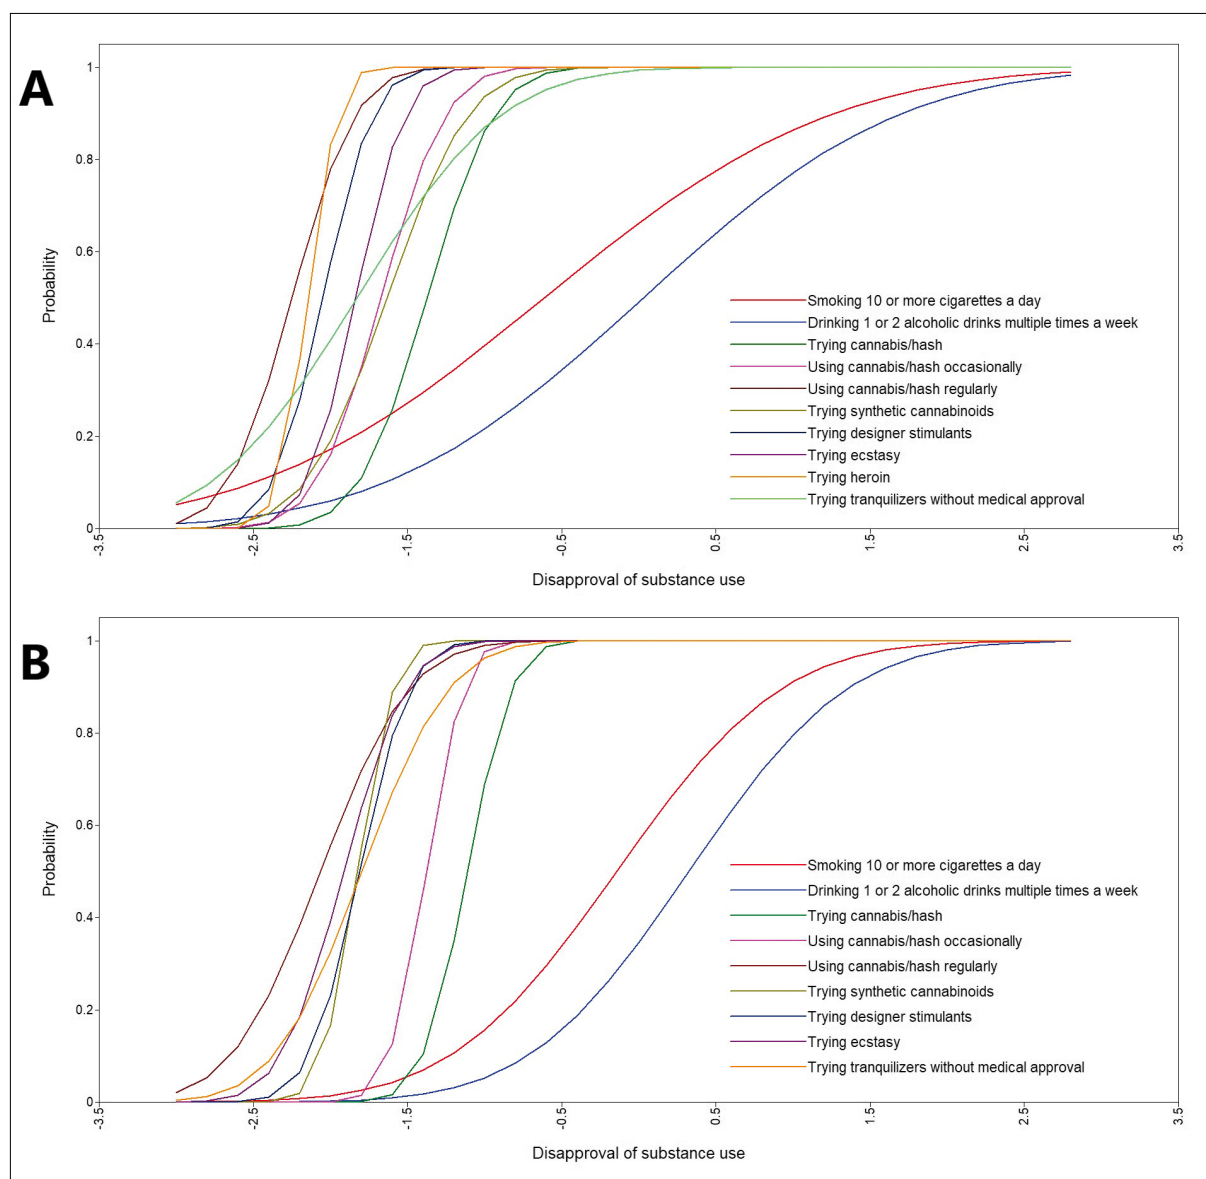 A
1
0.8
0.6
0.4
0.2
0
Probability
-3.5
-2.5
-1.5
-0.5
0.5
1.5
2.5
3.5
Disapproval of substance use
Smoking 10 or more cigarettes a day
Drinking 1 or 2 alcoholic drinks multiple times a week
Trying cannabis/hash
Using cannabis/hash occasionally
Using cannabis/hash regularly
Trying synthetic cannabinoids
Trying designer stimulants
Trying ecstasy
Trying heroin
Trying tranquilizers without medical approval
B
1
0.8
0.6
0.4
0.2
0
Probability
-3.5
-2.5
-1.5
-0.5
0.5
1.5
2.5
3.5
Disapproval of substance use
Smoking 10 or more cigarettes a day
Drinking 1 or 2 alcoholic drinks multiple times a week
Trying cannabis/hash
Using cannabis/hash occasionally
Using cannabis/hash regularly
Trying synthetic cannabinoids
Trying designer stimulants
Trying ecstasy
Trying tranquilizers without medical approval